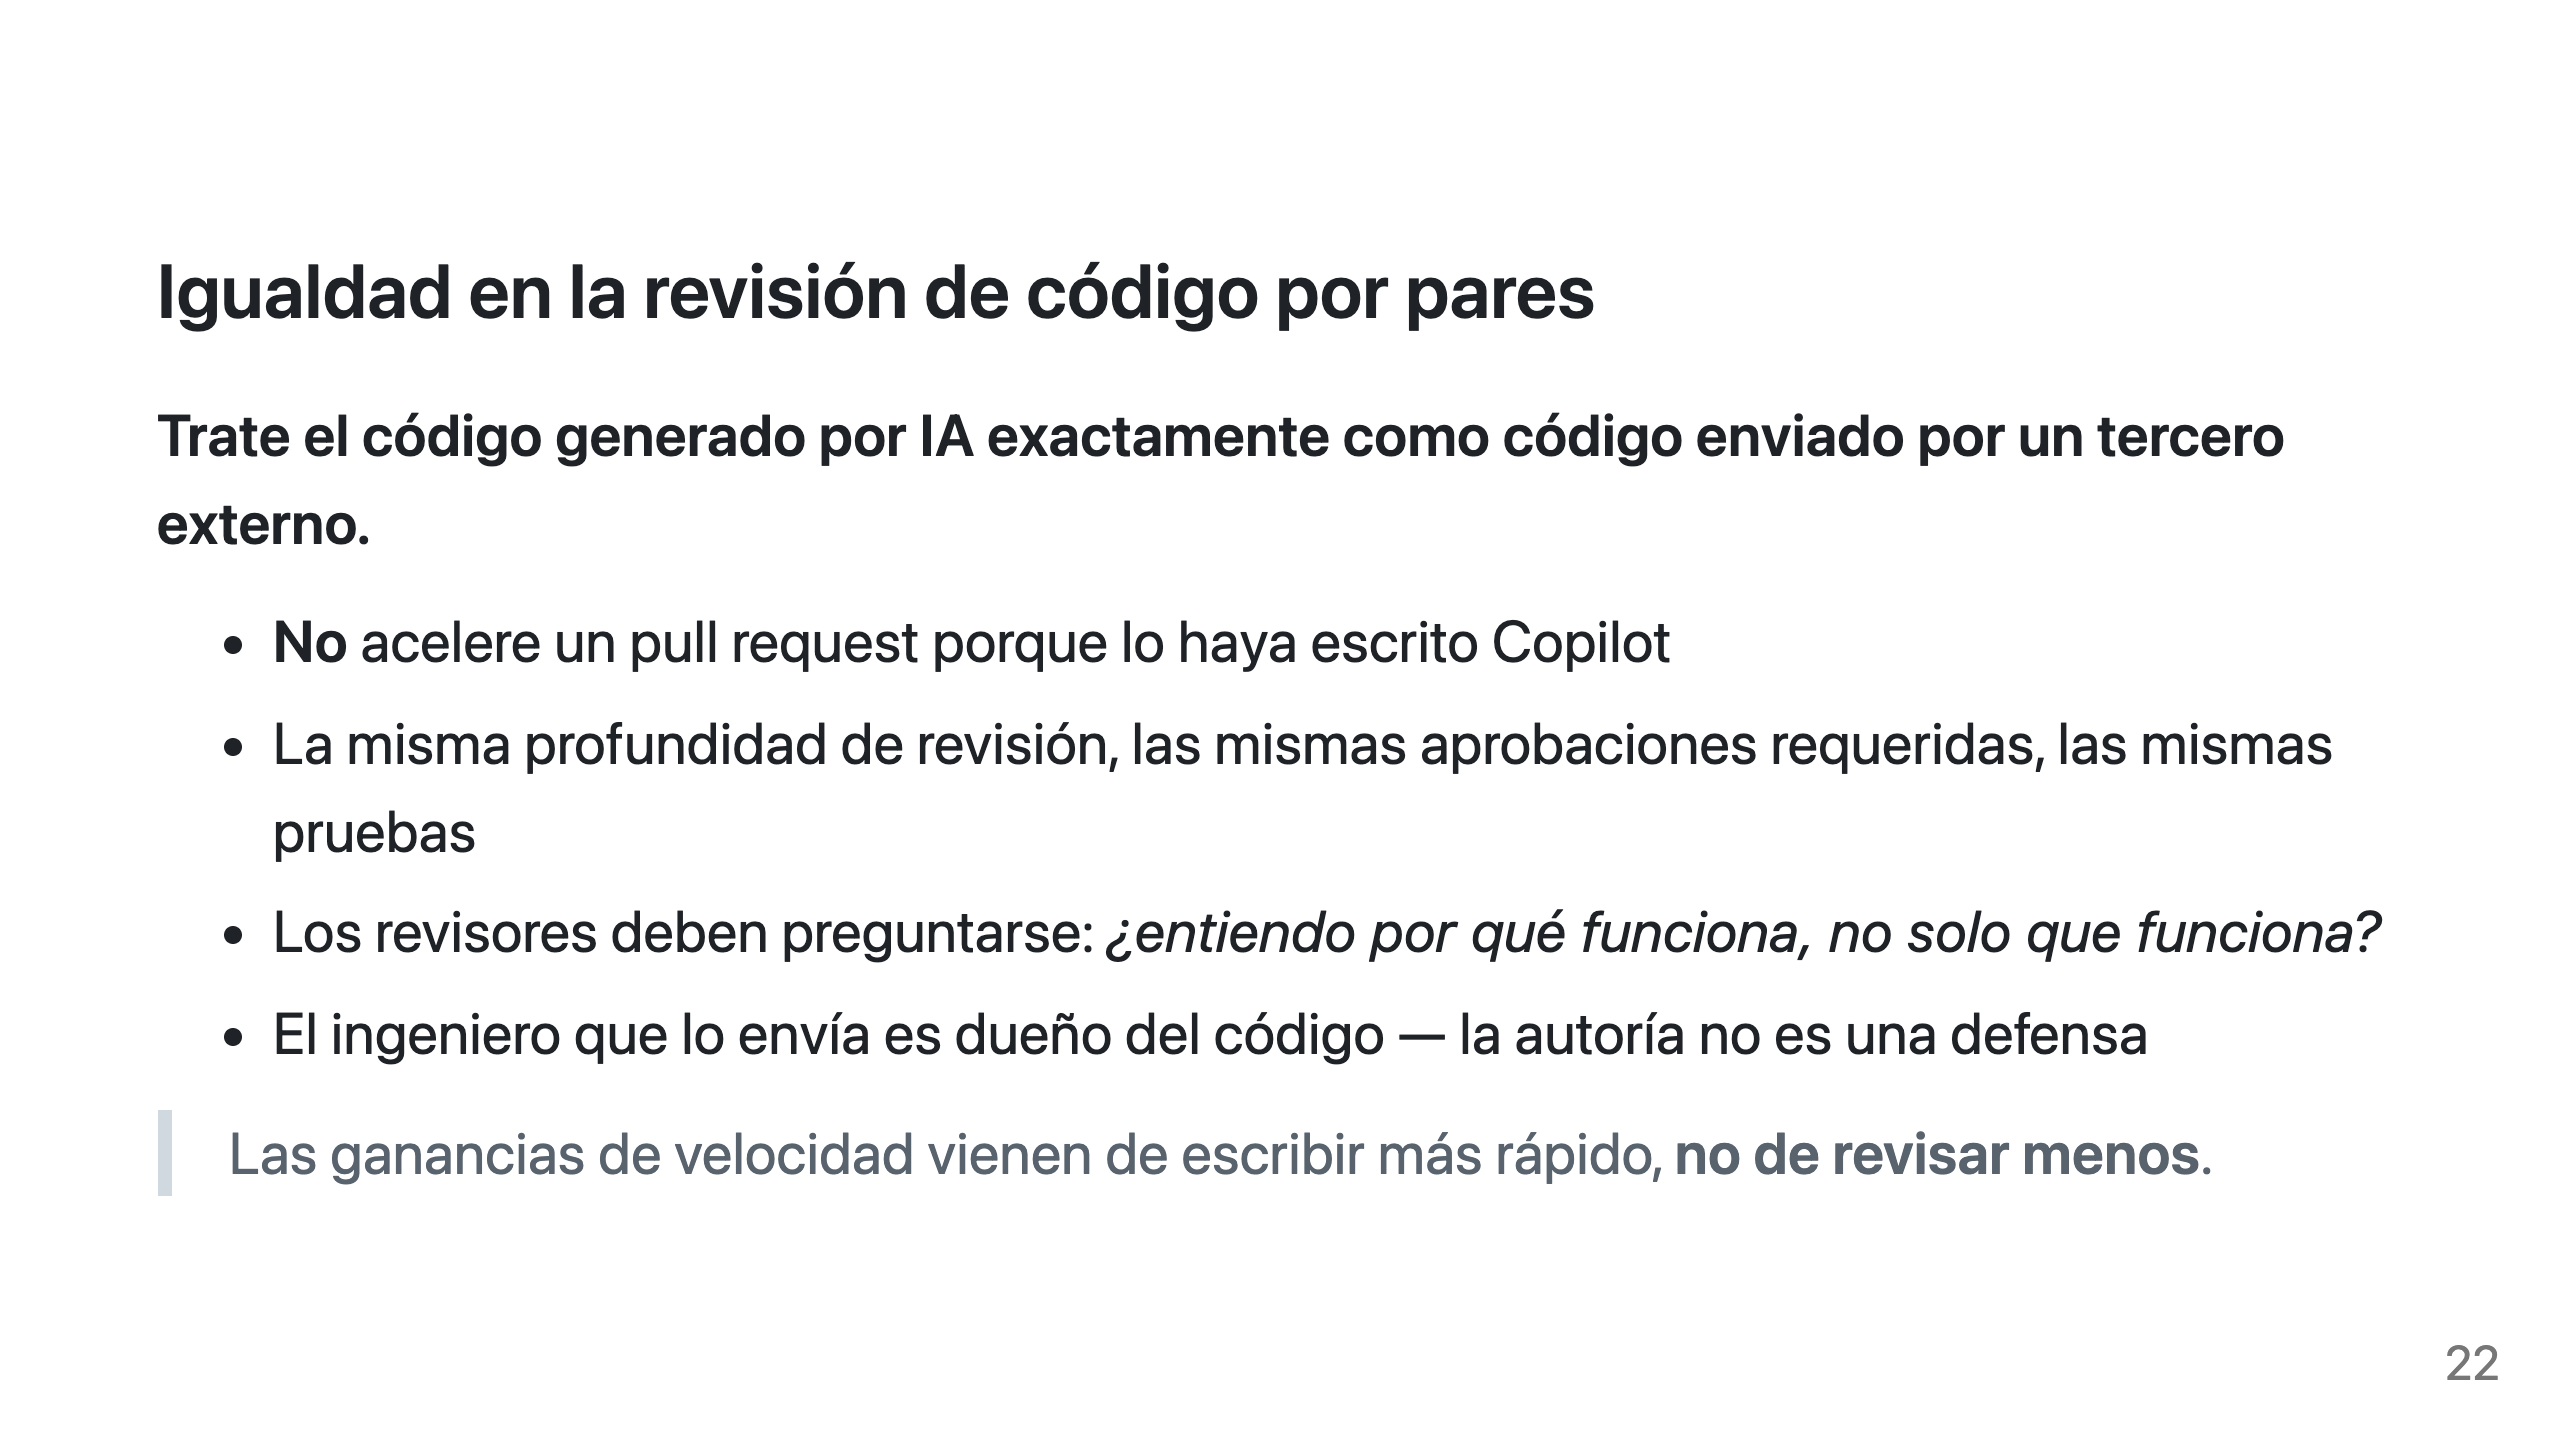 Igualdad en la revisión de código por pares
Trate el código generado por IA exactamente como código enviado por un tercero
externo.
• No acelere un pull request porque lo haya escrito Copilot
• La misma profundidad de revisión, las mismas aprobaciones requeridas, las mismas
pruebas
• Los revisores deben preguntarse: ¿entiendo por qué funciona, no solo que funciona?
• El ingeniero que lo envía es dueño del código — la autoría no es una defensa
Las ganancias de velocidad vienen de escribir más rápido, no de revisar menos.
22